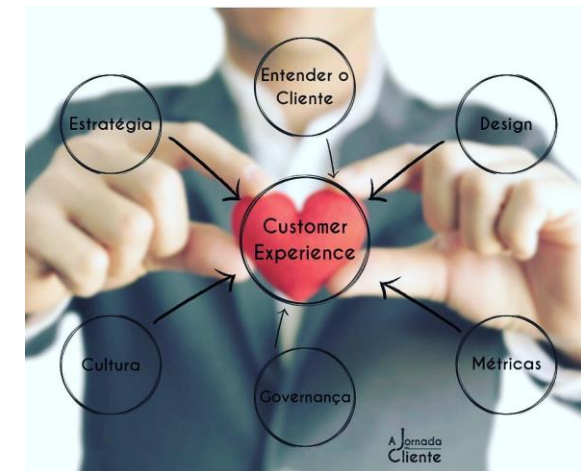 Entender o
Cliente
Estratégia
Design
Customer
Experience
Cultura
Governança
Métricas
A Jornada
Cliente